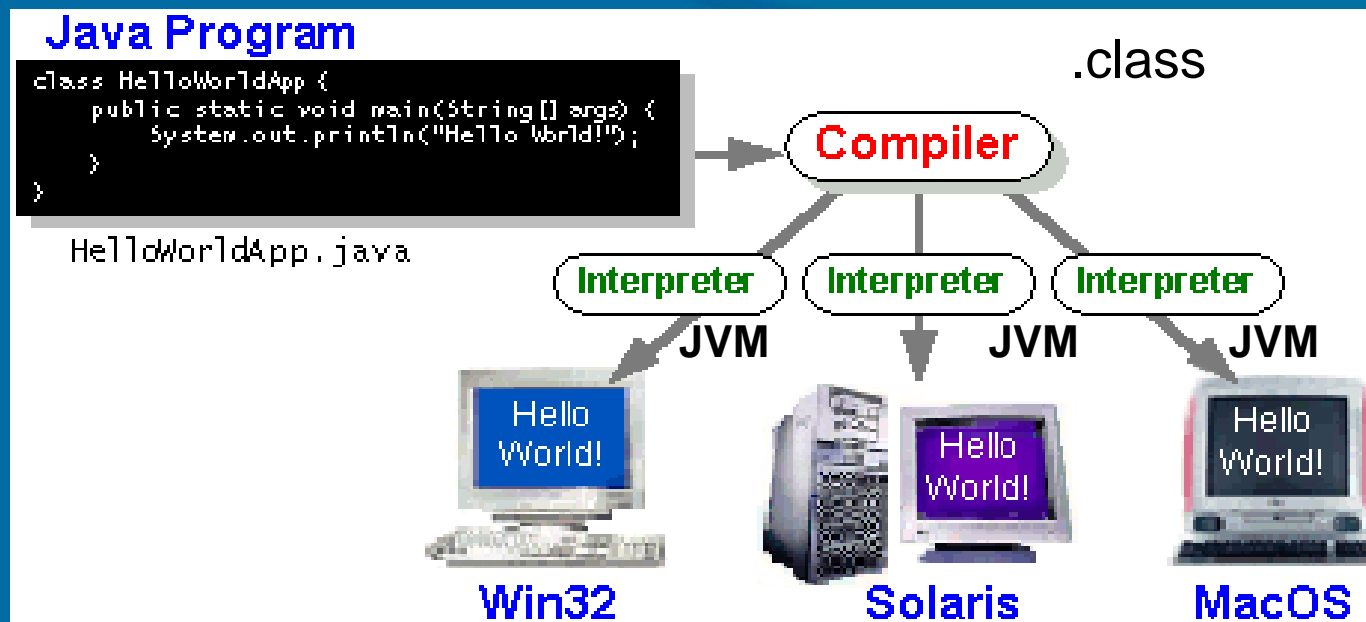 Java Program
.class
class HelloWorldApp {
public static void main(String[] args) {
System.out.println("Hello World!");
}
}
Compiler
HelloWorldApp.java
Interpreter
Interpreter
Interpreter
JVM
JVM
JVM
Hello
World!
Hello
World!
Hello
World!
Win32
Solaris
MacOS